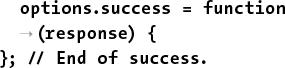 options.success = function
→(response) {
}; // End of success.